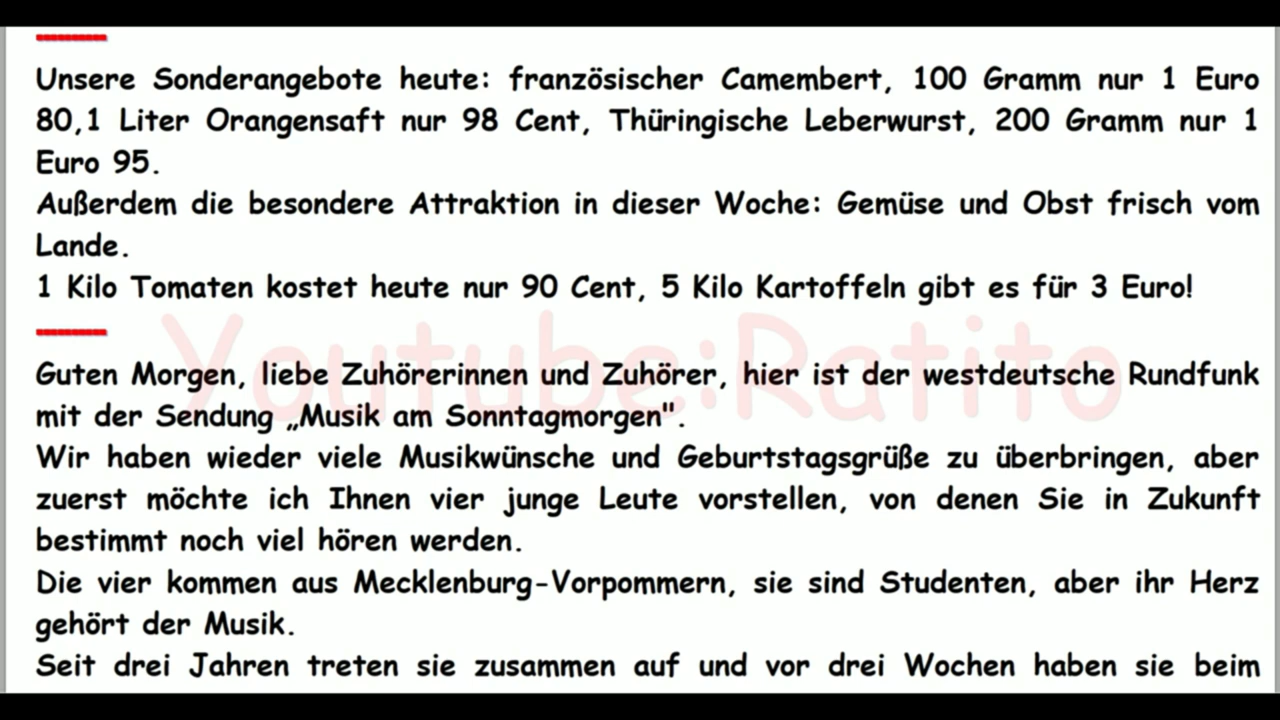 Unsere Sonderangebote heute: französischer Camembert, 100 Gramm nur 1 Euro
80,1 Liter Orangensaft nur 98 Cent, Thüringische Leberwurst, 200 Gramm nur 1
Euro 95.
Außerdem die besondere Attraktion in dieser Woche: Gemüse und Obst frisch vom
Lande.
1 Kilo Tomaten kostet heute nur 90 Cent, 5 Kilo Kartoffeln gibt es für 3 Euro!
Youtube:Ratito
Guten Morgen, liebe Zuhörerinnen und Zuhörer, hier ist der westdeutsche Rundfunk
mit der Sendung „Musik am Sonntagmorgen".
Wir haben wieder viele Musikwünsche und Geburtstagsgrüße zu überbringen, aber
zuerst möchte ich Ihnen vier junge Leute vorstellen, von denen Sie in Zukunft
bestimmt noch viel hören werden.
Die vier kommen aus Mecklenburg-Vorpommern, sie sind Studenten, aber ihr Herz
gehört der Musik.
Seit drei Jahren treten sie zusammen auf und vor drei Wochen haben sie beim